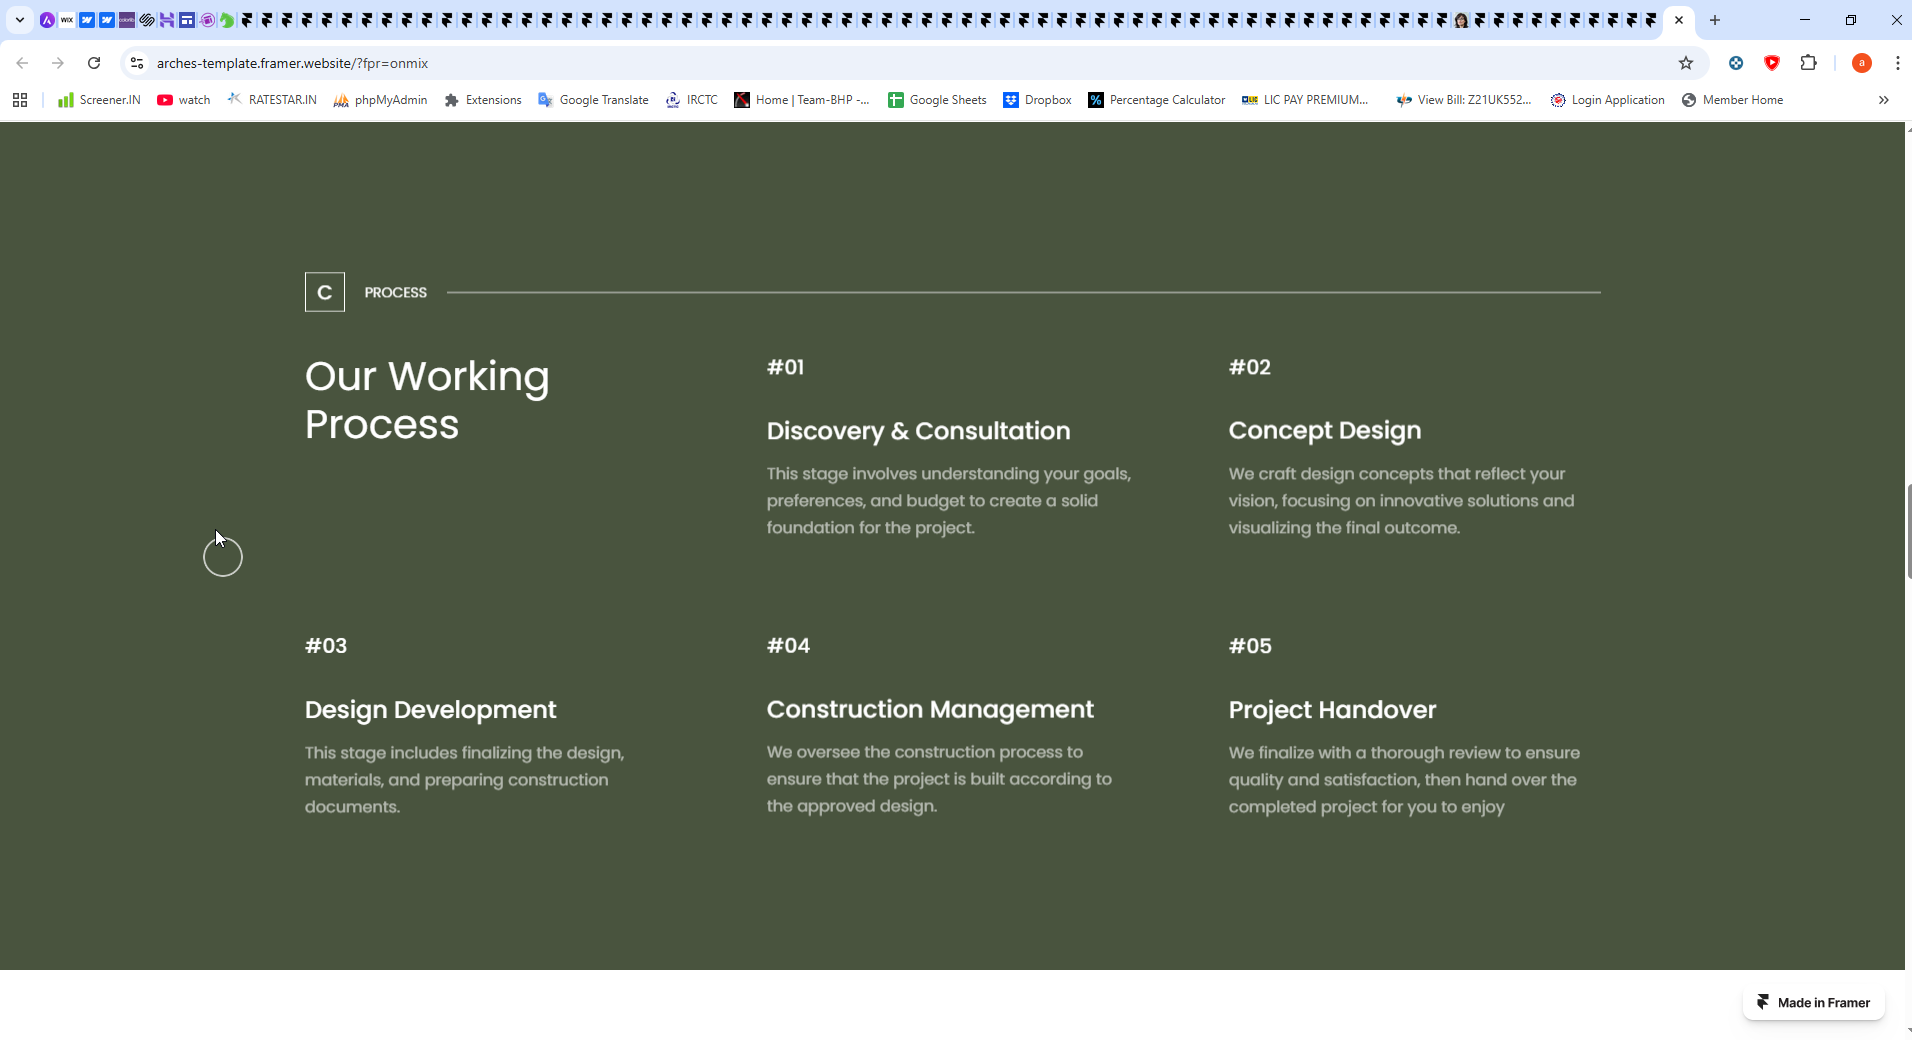 WIX
arches-template.framer.website/?fpr=onmix
a
Screener.IN
watch
RATESTAR.IN
PMA
phpMyAdmin
Extensions
Google Translate
IRCTC
Home | Team-BHP -...
Google Sheets
Dropbox
%
Percentage Calculator
LIC PAY PREMIUM...
View Bill: Z21UK552...
Login Application
Member Home
C
PROCESS
Our Working
Process
#01
Discovery & Consultation
This stage involves understanding your goals,
preferences, and budget to create a solid
foundation for the project.
#02
Concept Design
We craft design concepts that reflect your
vision, focusing on innovative solutions and
visualizing the final outcome.
#03
Design Development
This stage includes finalizing the design,
materials, and preparing construction
documents.
#04
Construction Management
We oversee the construction process to
ensure that the project is built according to
the approved design.
#05
Project Handover
We finalize with a thorough review to ensure
quality and satisfaction, then hand over the
completed project for you to enjoy
Made in Framer